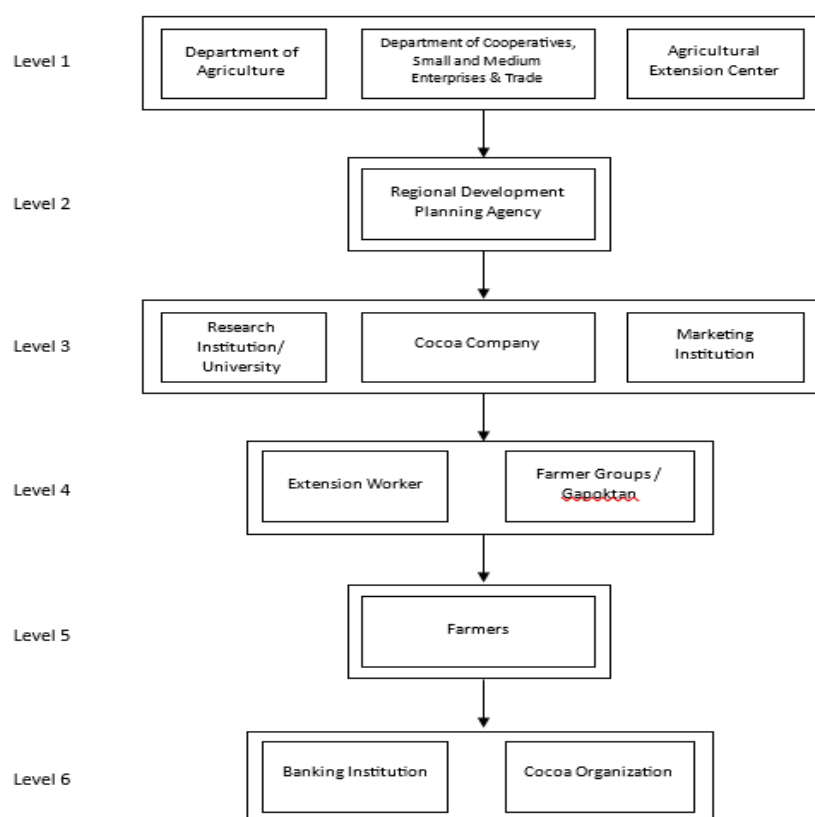 Level 1
Department of
Agriculture
Department of Cooperatives,
Small and Medium
Enterprises & Trade
Agricultural
Extension Center
Level 2
Regional Development
Planning Agency
Level 3
Research
Institution/
University
Cocoa Company
Marketing
Institution
Level 4
Extension Worker
Farmer Groups /
Gapoktan
Level 5
Farmers
Level 6
Banking Institution
Cocoa Organization